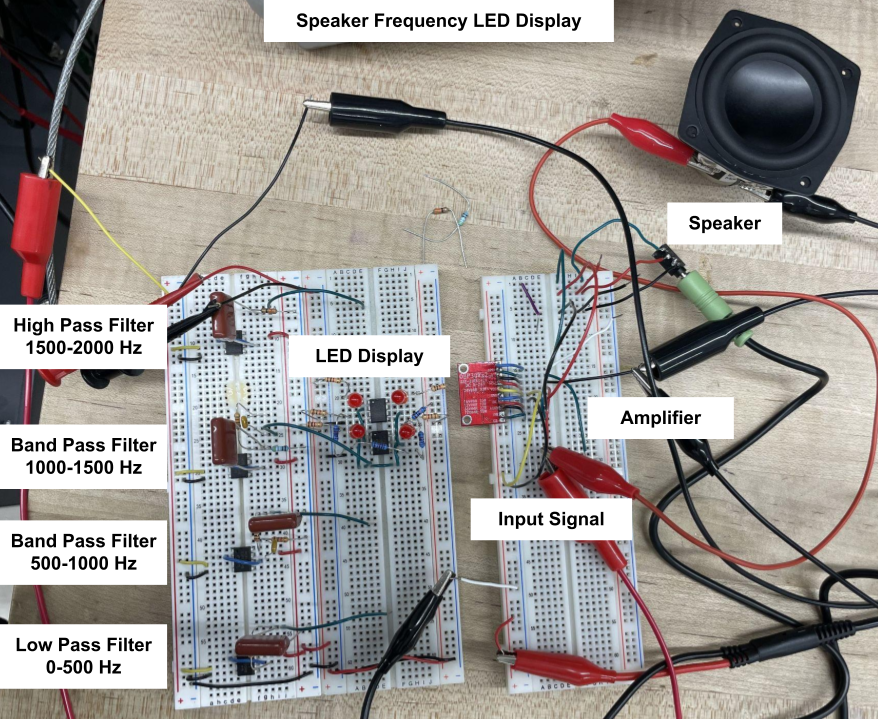 Speaker Frequency LED Display
Speaker
High Pass Filter
1500-2000 Hz
LED Display
Amplifier
Band Pass Filter
1000-1500 Hz
Input Signal
Band Pass Filter
500-1000 Hz
Low Pass Filter
0-500 Hz